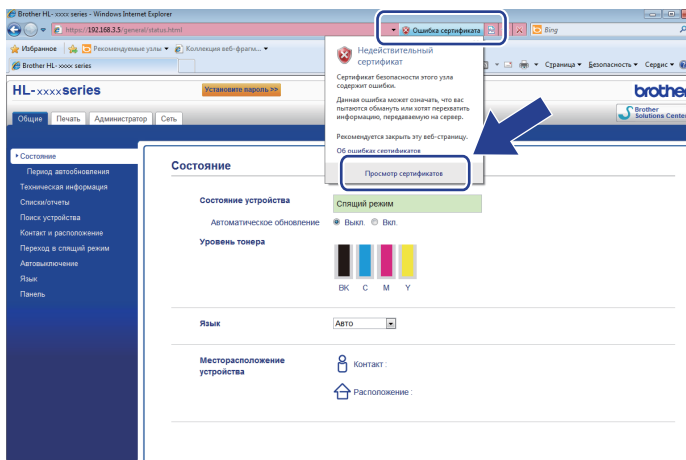 Brother HL- xxxx series - Windows Internet Explorer
https://192.168.3.5/general/status.html
Ошибка сертификата
Bing
Избранное
Рекомендуемые узлы
Коллекция веб-фрагм...
Brother HL- xxxx series
Страница
Безопасность
Сервис
Недействительный
сертификат
Сертификат безопасности этого узла
содержит ошибки.
Данная ошибка может означать, что вас
пытаются обмануть или хотят перехватить
информацию, передаваемую на сервер.
Рекомендуется закрыть эту веб-страницу.
Об ошибках сертификатов
Просмотр сертификатов
HL-xxxxseries
Установите пароль>>
brother
Общие
Печать
Администратор
Сеть
Brother
Solutions Center
Состояние
Период автообновления
Техническая информация
Списки/отчеты
Поиск устройства
Контакт и расположение
Переход в спящий режим
Автовыключение
Язык
Панель
Состояние
Состояние устройства
Спящий режим
Автоматическое обновление
Выкл.
Вкл.
Уровень тонера
BK
C
M
Y
Язык
Авто
Месторасположение
устройства
Контакт :
Расположение :